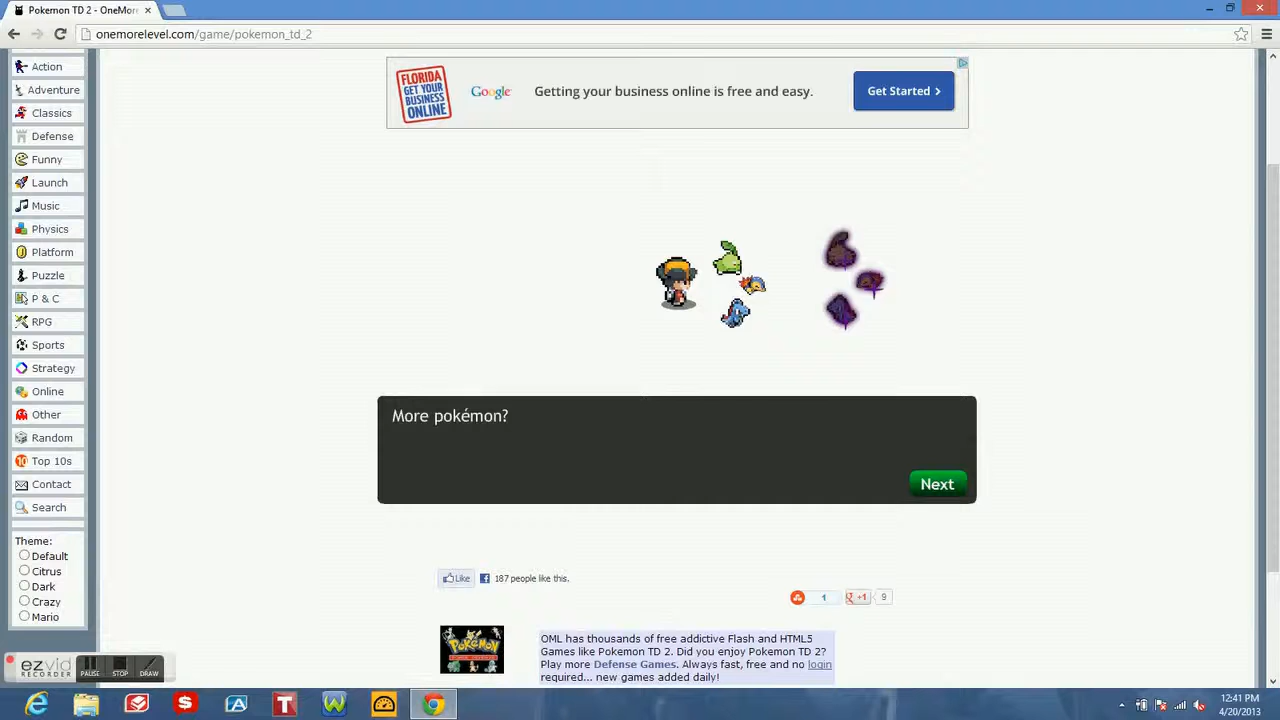 Pokemon TD 2 - OneMore
onemorelevel.com/game/pokemon_td_2
Action
Adventure
Classics
Defense
Funny
Launch
Music
Physics
Platform
Puzzle
P & C
RPG
Sports
Strategy
Online
Other
Random
Top 10s
Contact
Search
Theme:
Default
Citrus
Dark
Crazy
Mario
FLORIDA
GET YOUR
BUSINESS
ONLINE
Google
Getting your business online is free and easy.
Get Started
More pokémon?
Next
Like
187 people like this.
1
+1
9
OML has thousands of free addictive Flash and HTML5
Games like Pokemon TD 2. Did you enjoy Pokemon TD 2?
Play more Defense Games. Always fast, free and no login
required... new games added daily!
ezvid
RECORDER
PAUSE
STOP
DRAW
12:41 PM
4/20/2013